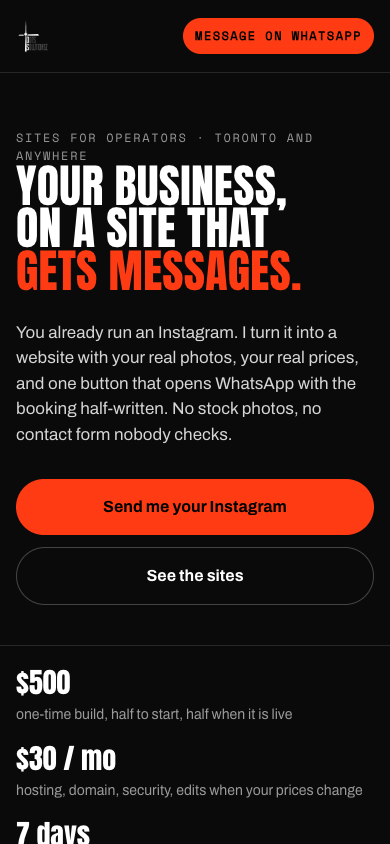 MESSAGE ON WHATSAPP
SITES FOR OPERATORS · TORONTO AND
ANYWHERE
YOUR BUSINESS,
ON A SITE THAT
GETS MESSAGES.
You already run an Instagram. I turn it into a
website with your real photos, your real prices,
and one button that opens WhatsApp with the
booking half-written. No stock photos, no
contact form nobody checks.
Send me your Instagram
See the sites
$500
one-time build, half to start, half when it is live
$30 / mo
hosting, domain, security, edits when your prices change
7 days